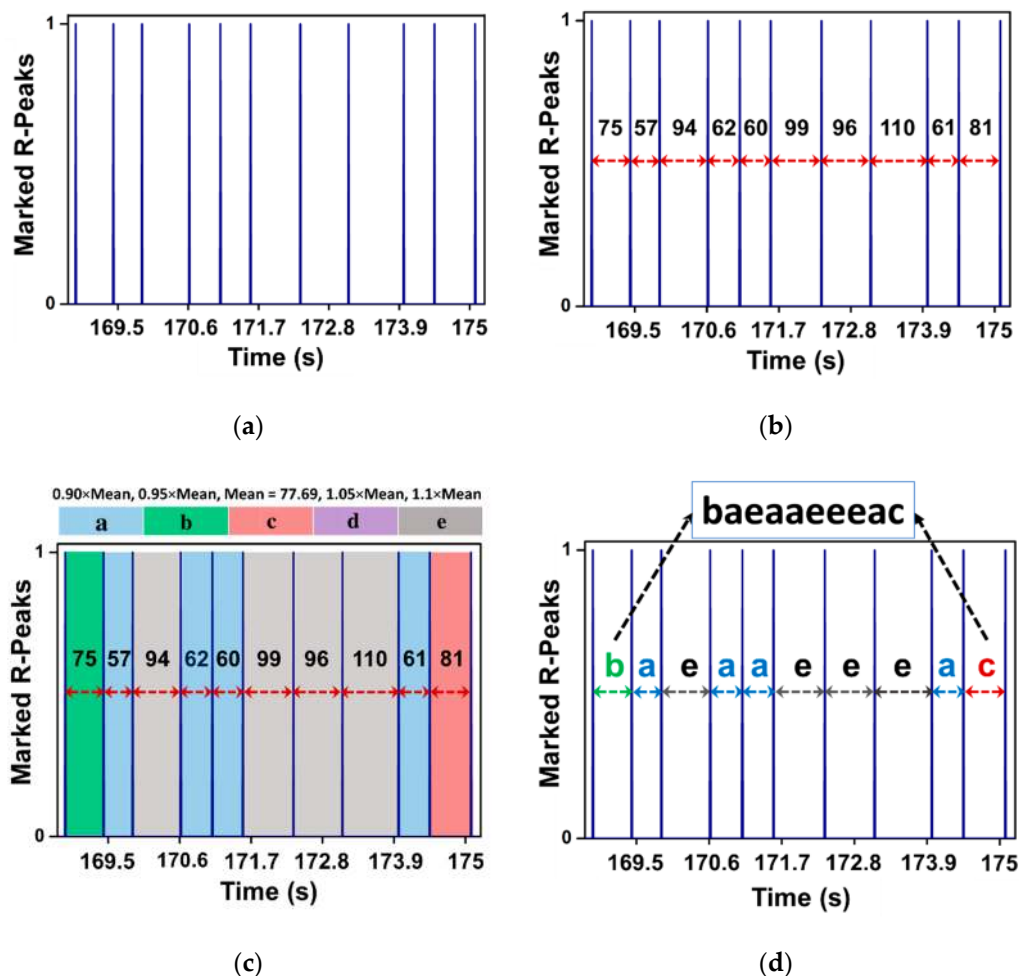 1
Marked R-Peaks
0
169.5 170.6 171.7 172.8 173.9 175
Time (s)
(a)
1
Marked R-Peaks
75 57 94 62 60 99 96 110 61 81
0
169.5 170.6 171.7 172.8 173.9 175
Time (s)
(b)
0.90×Mean, 0.95×Mean, Mean = 77.69, 1.05×Mean, 1.1×Mean
a b c d e
1
Marked R-Peaks
75 57 94 62 60 99 96 110 61 81
0
169.5 170.6 171.7 172.8 173.9 175
Time (s)
(c)
baeaaeeeac
1
Marked R-Peaks
b a e a a e e e a c
0
169.5 170.6 171.7 172.8 173.9 175
Time (s)
(d)